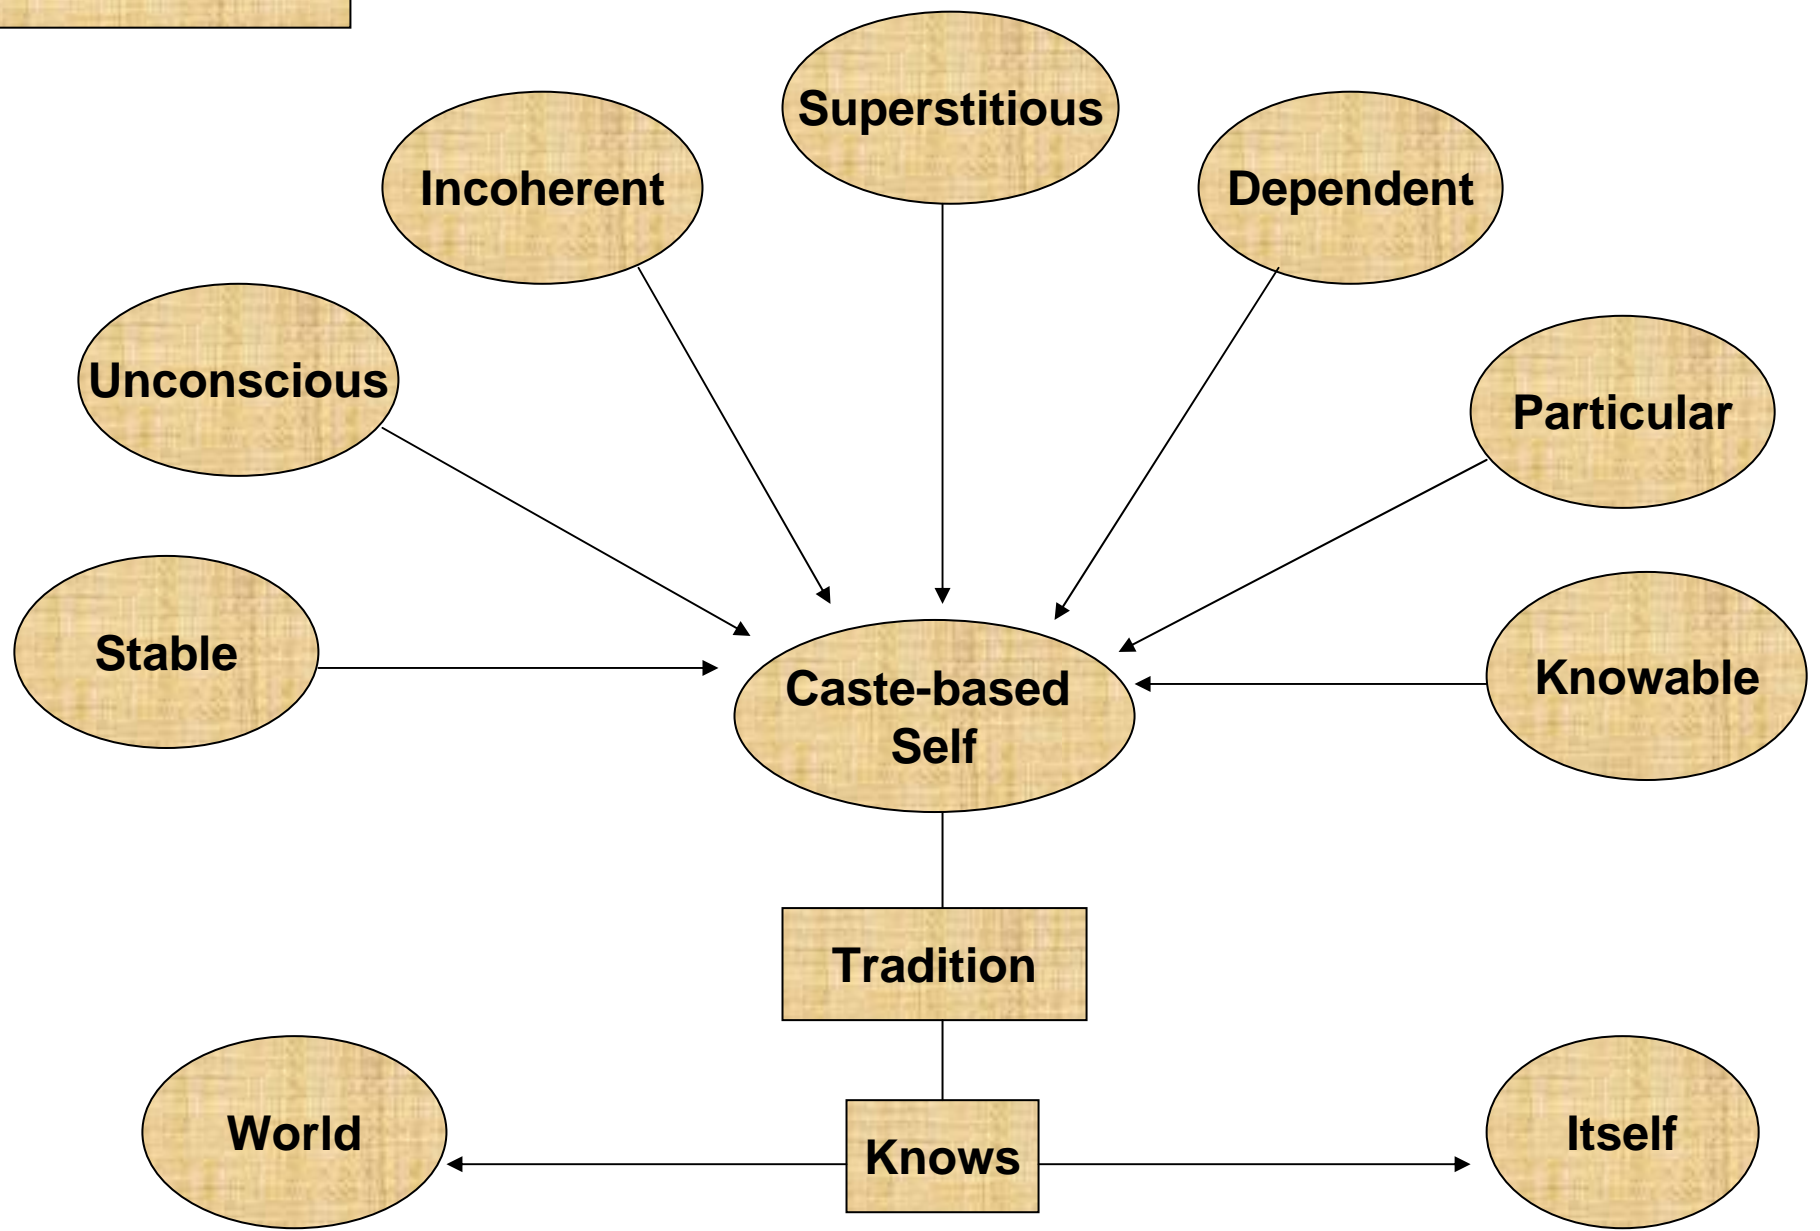 Superstitious
Incoherent
Dependent
Unconscious
Particular
Stable
Knowable
Caste-based
Self
Tradition
World
Knows
Itself